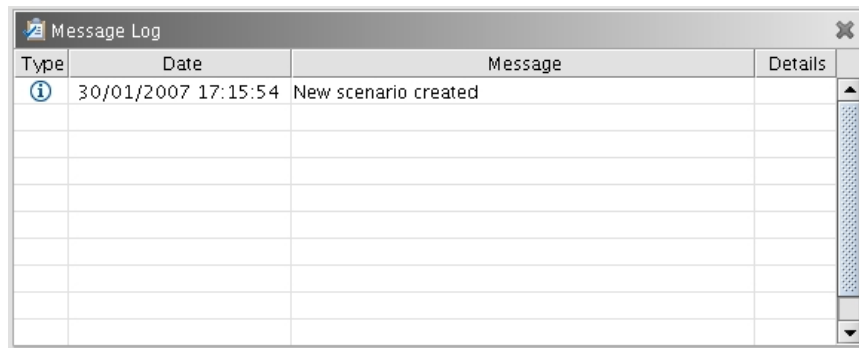 Message Log
Type Date Message Details
30/01/2007 17:15:54 New scenario created